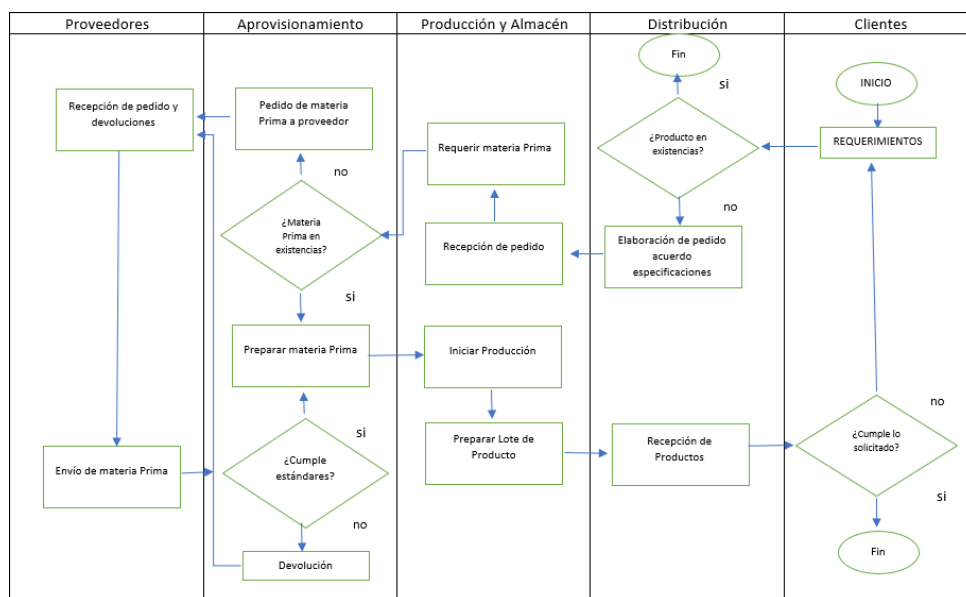 Proveedores
Aprovisionamiento
Producción y Almacén
Distribución
Clientes
Recepción de pedido y
devoluciones
Envío de materia Prima
Pedido de materia
Prima a proveedor
no
¿Materia
Prima en
existencias?
si
Preparar materia Prima
si
¿Cumple
estándares?
no
Devolución
Requerir materia Prima
Recepción de pedido
Iniciar Producción
Preparar Lote de
Producto
Fin
si
¿Producto en
existencias?
no
Elaboración de pedido
acuerdo
especificaciones
Recepción de
Productos
INICIO
REQUERIMIENTOS
no
¿Cumple lo
solicitado?
si
Fin